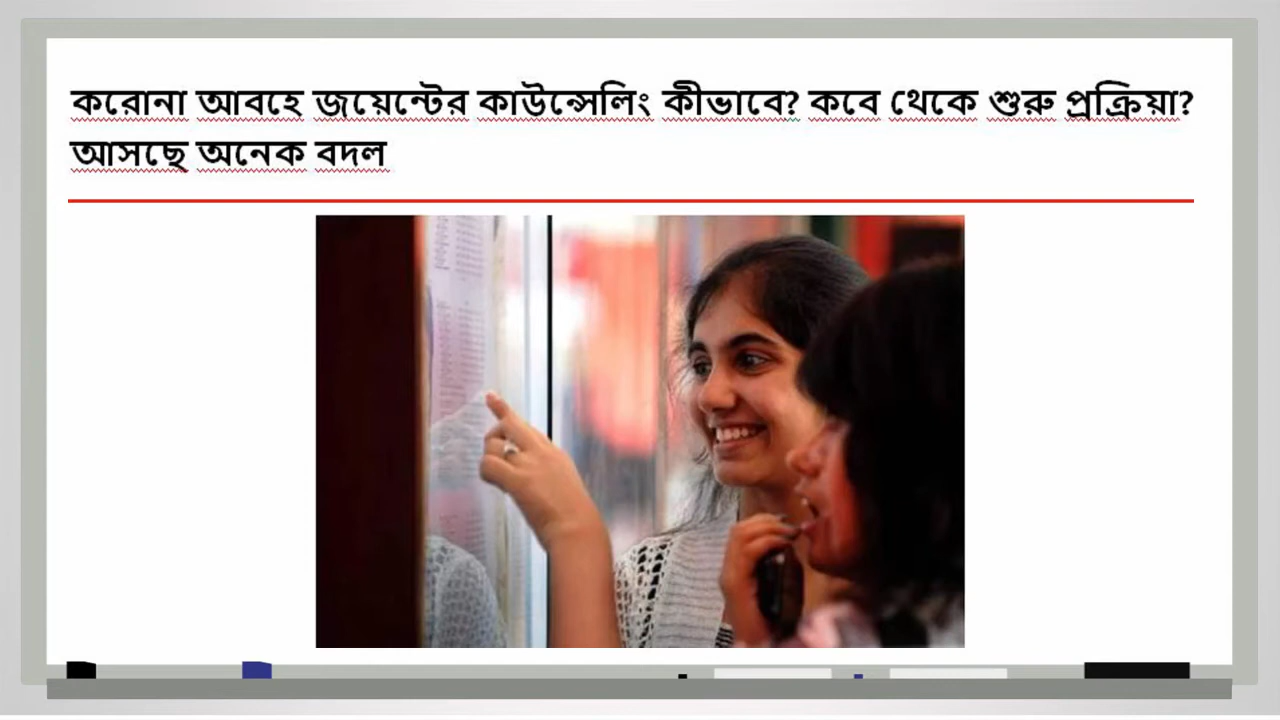 করোনা আবহে জয়েন্টের কাউন্সেলিং কীভাবে? কবে থেকে শুরু প্রক্রিয়া?
আসছে অনেক বদল